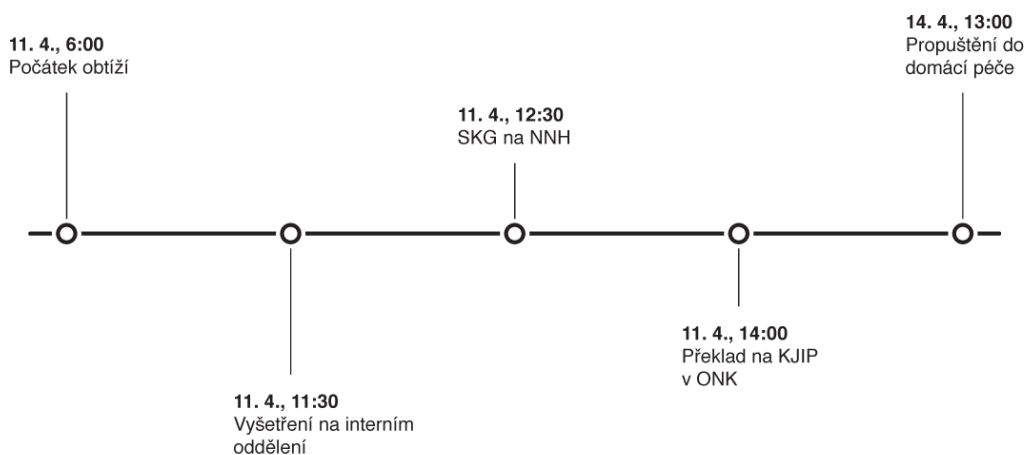 11. 4., 6:00
Počátek obtíží
11. 4., 11:30
Vyšetření na interním
oddělení
11. 4., 12:30
SKG na NNH
11. 4., 14:00
Překlad na KJIP
v ONK
14. 4., 13:00
Propuštění do
domácí péče